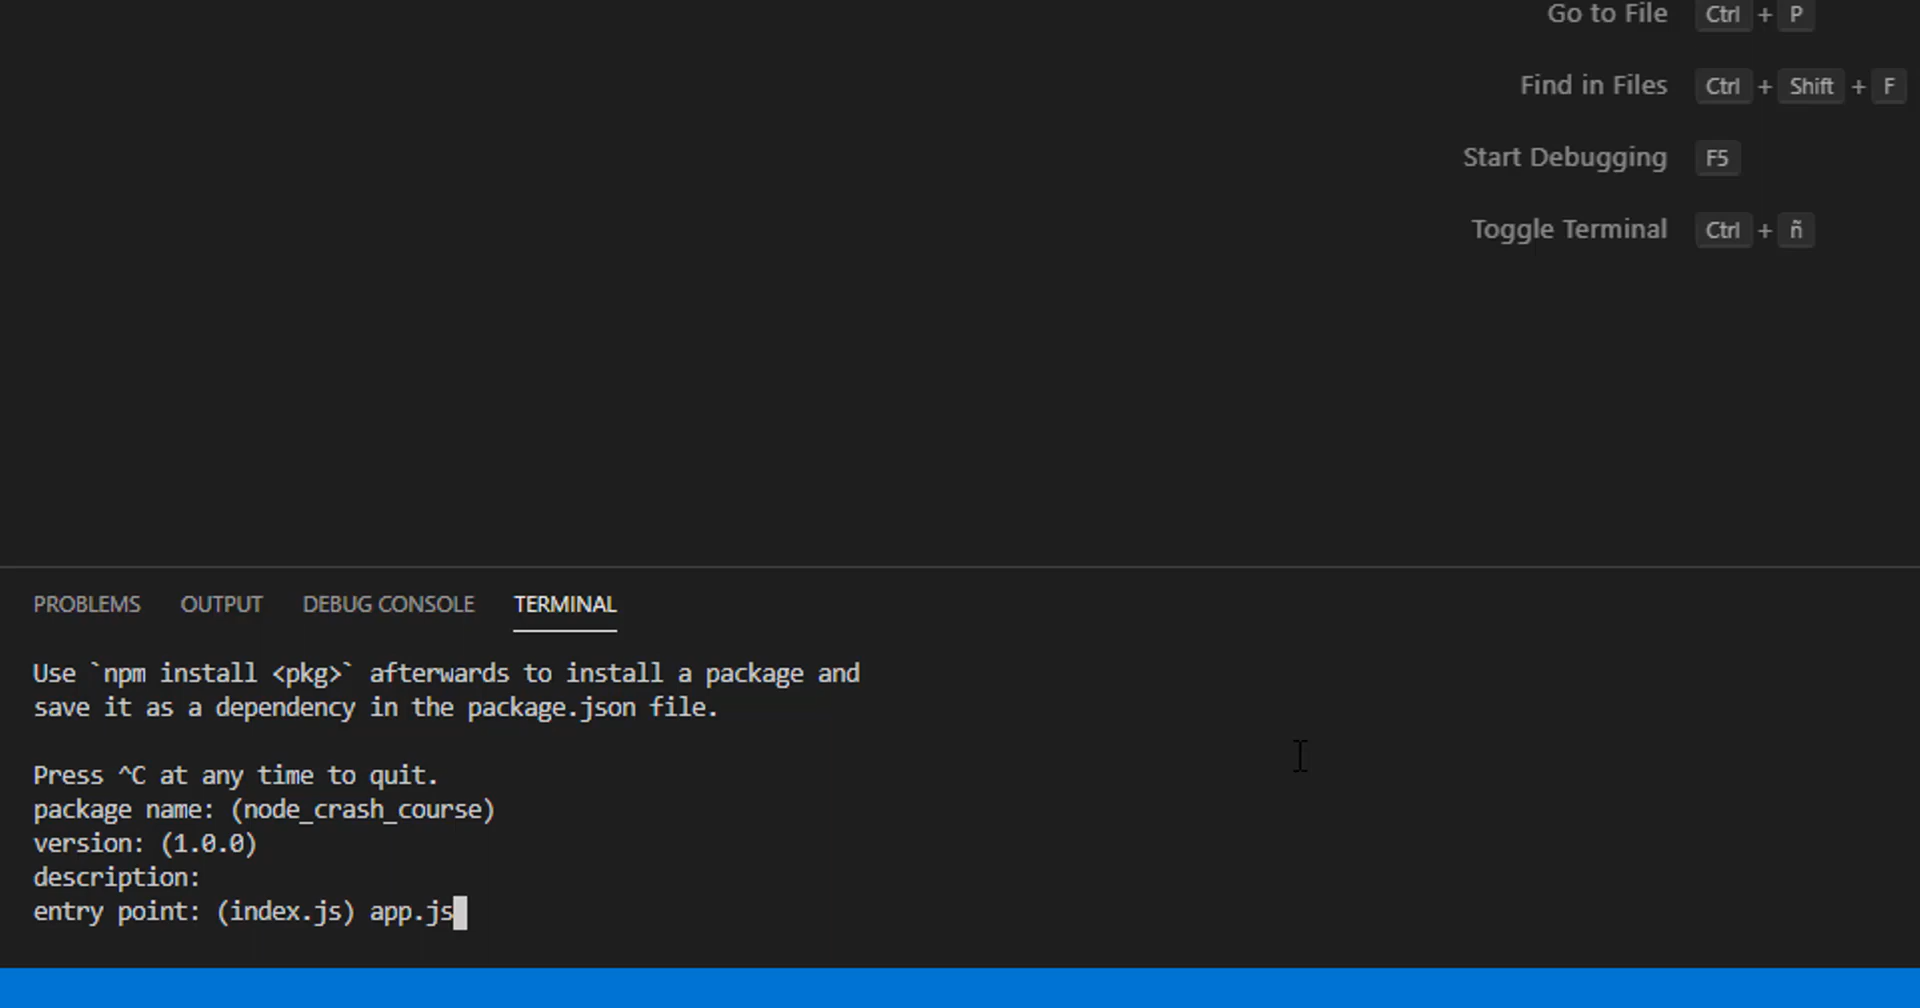 Go to File Ctrl + P
Find in Files Ctrl + Shift + F
Start Debugging F5
Toggle Terminal Ctrl + ñ
PROBLEMS OUTPUT DEBUG CONSOLE TERMINAL
Use `npm install <pkg>` afterwards to install a package and
save it as a dependency in the package.json file.
Press ^C at any time to quit.
package name: (node_crash_course)
version: (1.0.0)
description:
entry point: (index.js) app.js